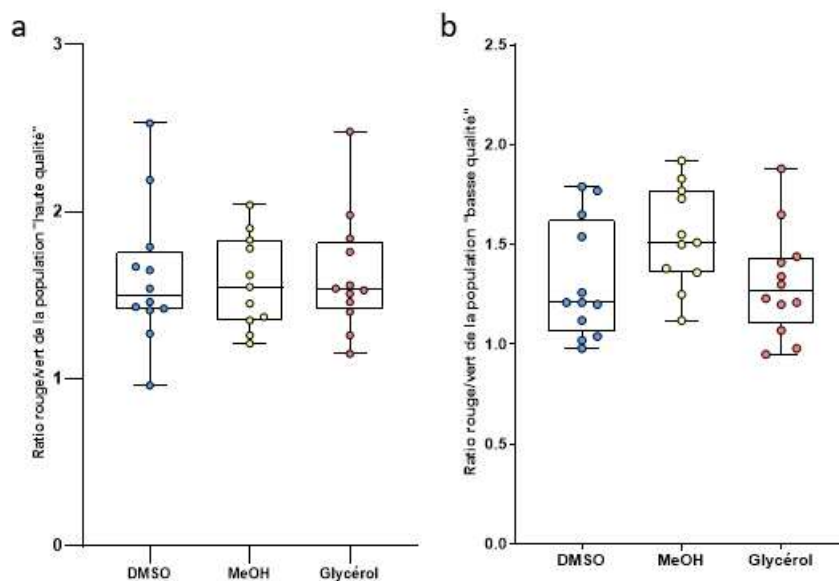 a
Ratio rouge/vert de la population "haute qualité"
3
2
1
0
DMSO
MeOH
Glycérol
b
Ratio rouge/vert de la population "basse qualité"
2.5
2.0
1.5
1.0
0.5
0.0
DMSO
MeOH
Glycérol